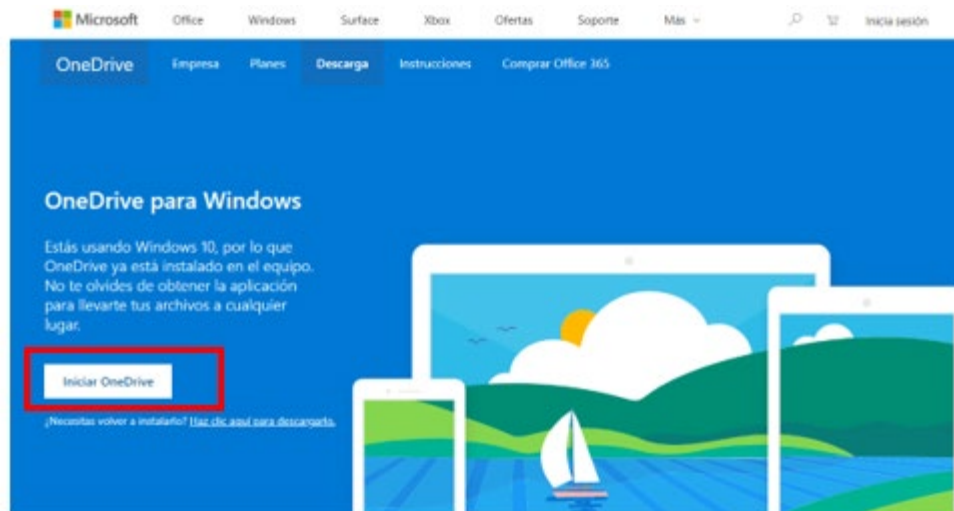 Microsoft Office Windows Surface Xbox Ofertas Soporte Más Inicia sesión
OneDrive Empresa Planes Descarga Instrucciones Comprar Office 365
OneDrive para Windows
Estás usando Windows 10, por lo que
OneDrive ya está instalado en el equipo.
No te olvides de obtener la aplicación
para llevarte tus archivos a cualquier
lugar.
Iniciar OneDrive
¿Necesitas volver a instalarlo? Haz clic aquí para descargarlo.